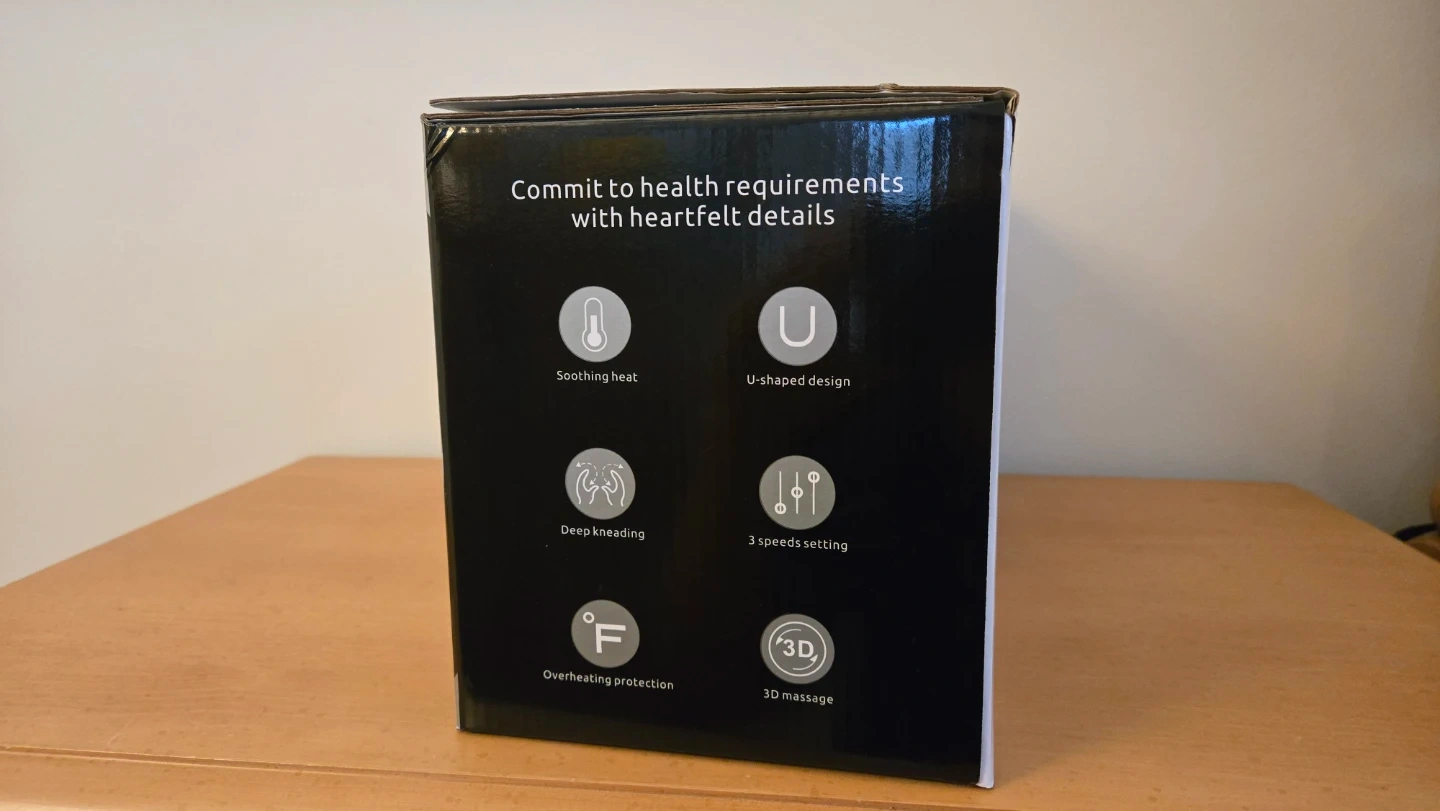 Commit to health requirements
with heartfelt details
U
Soothing heat
U-shaped design
Deep kneading
3 speeds setting
°F
3D
Overheating protection
3D massage